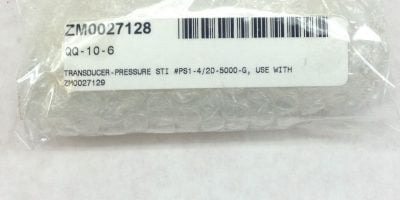 ZM0027128
QQ-10-6
TRANSDUCER-PRESSURE STI #PS1-4/20-5000-G, USE WITH
ZM0027129